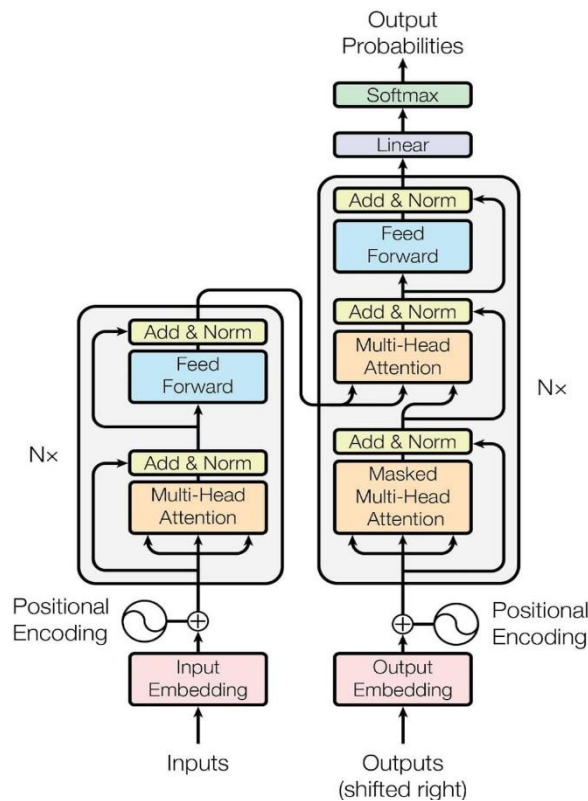 Output
Probabilities
Softmax
Linear
Add & Norm
Feed
Forward
Add & Norm
Multi-Head
Attention
Add & Norm
Masked
Multi-Head
Attention
Nx
Add & Norm
Feed
Forward
Add & Norm
Multi-Head
Attention
Nx
Positional
Encoding
Positional
Encoding
Input
Embedding
Output
Embedding
Inputs
Outputs
(shifted right)